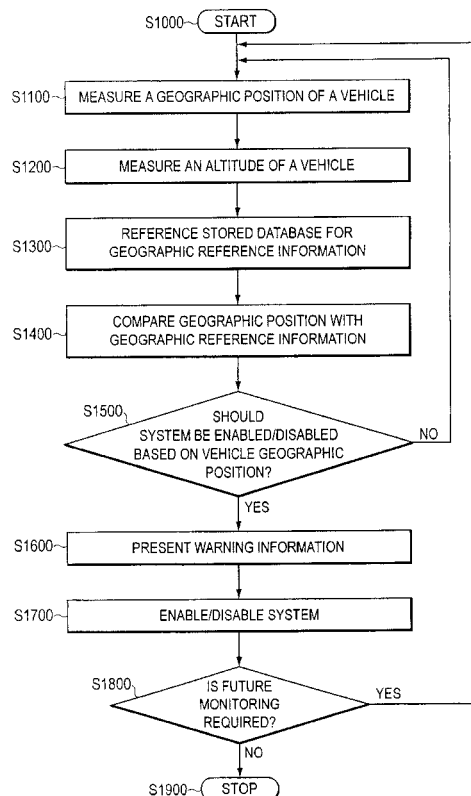 S1000 START
S1100 MEASURE A GEOGRAPHIC POSITION OF A VEHICLE
S1200 MEASURE AN ALTITUDE OF A VEHICLE
S1300 REFERENCE STORED DATABASE FOR
GEOGRAPHIC REFERENCE INFORMATION
S1400 COMPARE GEOGRAPHIC POSITION WITH
GEOGRAPHIC REFERENCE INFORMATION
S1500 SHOULD
SYSTEM BE ENABLED/DISABLED
BASED ON VEHICLE GEOGRAPHIC
POSITION?
NO
YES
S1600 PRESENT WARNING INFORMATION
S1700 ENABLE/DISABLE SYSTEM
S1800 IS FUTURE
MONITORING
REQUIRED?
YES
NO
S1900 STOP